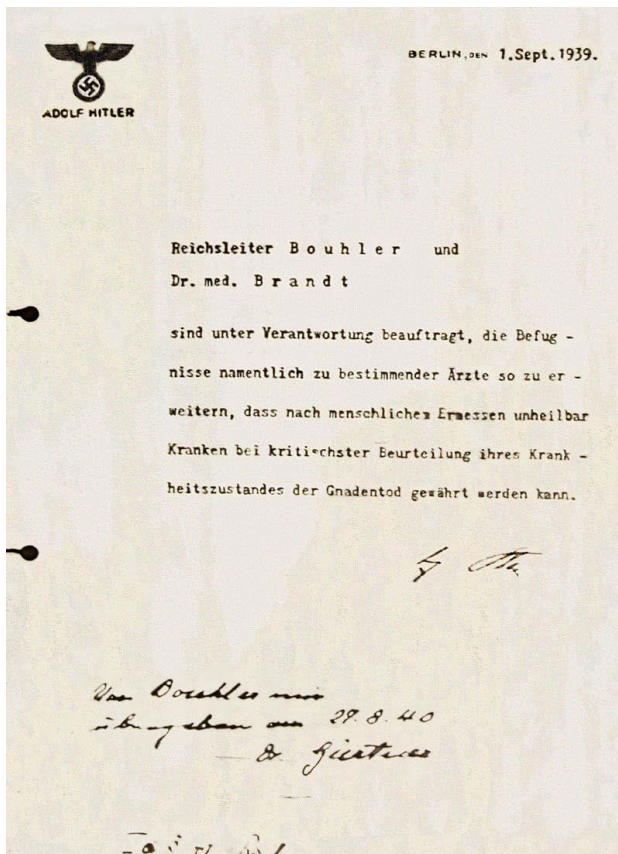 BERLIN, DEN 1.Sept.1939.
ADOLF HITLER
Reichsleiter B o u h l e r und
Dr. med. B r a n d t
sind unter Verantwortung beauftragt, die Befug -
nisse namentlich zu bestimmender Ärzte so zu er -
weitern, dass nach menschlichem Ermessen unheilbar
Kranken bei kritischster Beurteilung ihres Krank -
heitszustandes der Gnadentod gewährt werden kann.
Von Bouhler mir
übergeben am 27.8.40
Dr. Gürtner